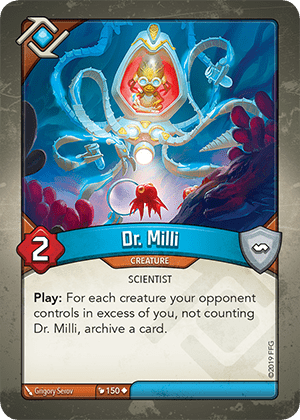 Dr. Milli
CREATURE
2
SCIENTIST
Play: For each creature your opponent
controls in excess of you, not counting
Dr. Milli, archive a card.
©2019 FFG
Grigory Serov
150